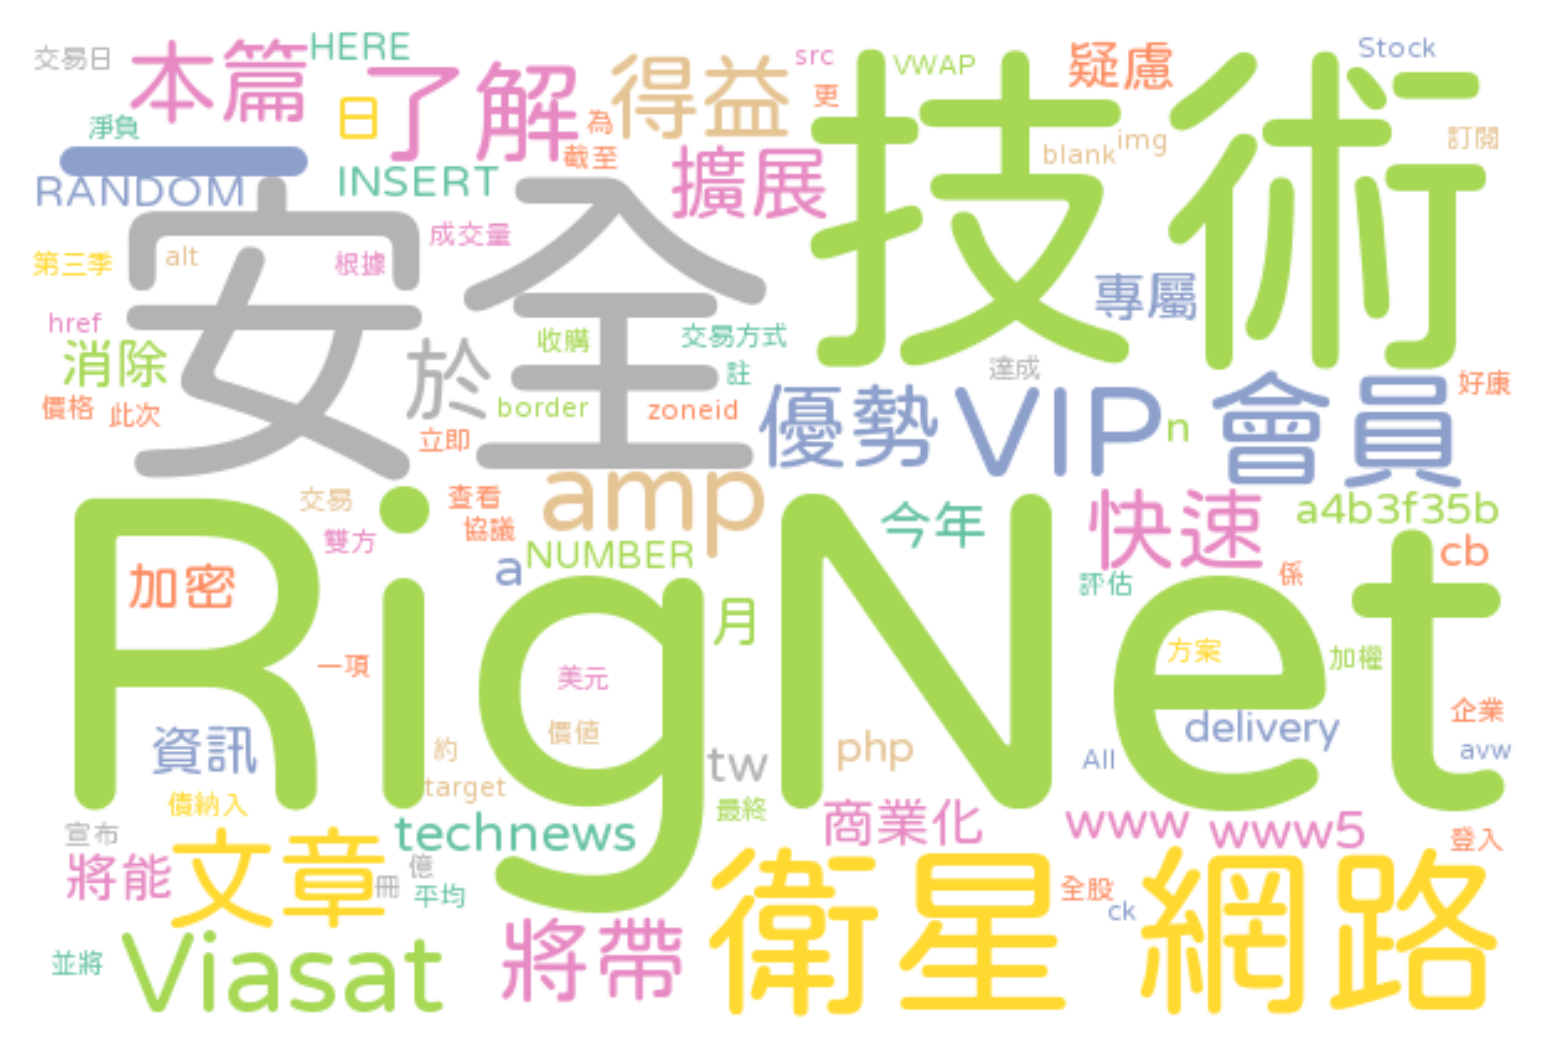 交易日
本篇
HERE
了解
得益
src
VWAP
疑慮
Stock
淨負
日
為
更
技術
img
訂閱
一
截至
blank
RANDOM
INSERT
擴展
安全
成交量
第三季
alt
根據
專屬
href
消除
收購
交易方式
註
達成
於
價格
此次
立即
border
zoneid
優勢
VIP
n
會員
好康
RigNet
交易
查看
amp
今年
快速
a4b3f35b
雙方
協議
NUMBER
cb
加密
a
評估
係
月
一項
美元
方案
加權
資訊
約
價值
tw
php
delivery
企業
All
avw
債納入
target
最終
宣布
technews
商業化
www
www5
登入
將能
文章
冊
億
平均
衛星
全股
ck
網路
並將
Viasat
將帶